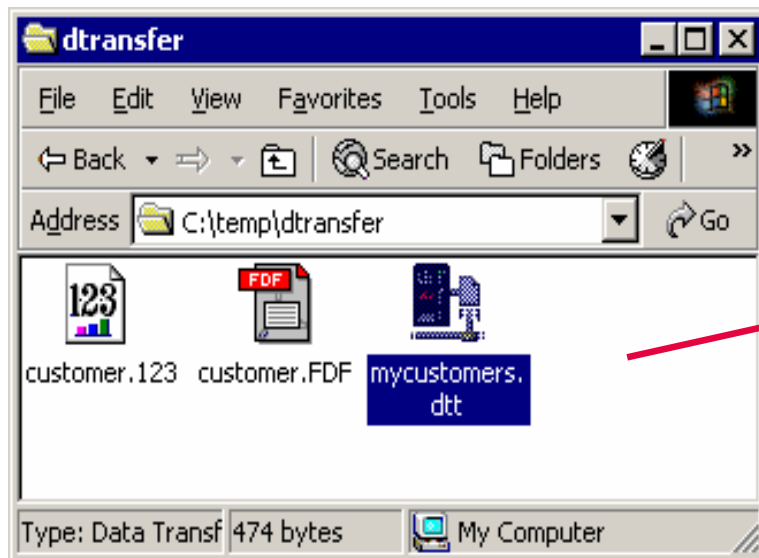 dtransfer
File Edit View Favorites Tools Help
Back Search Folders »
Address C:\temp\dtransfer Go
123 FDF
customer.123 customer.FDF mycustomers.
dtt
Type: Data Transf 474 bytes My Computer